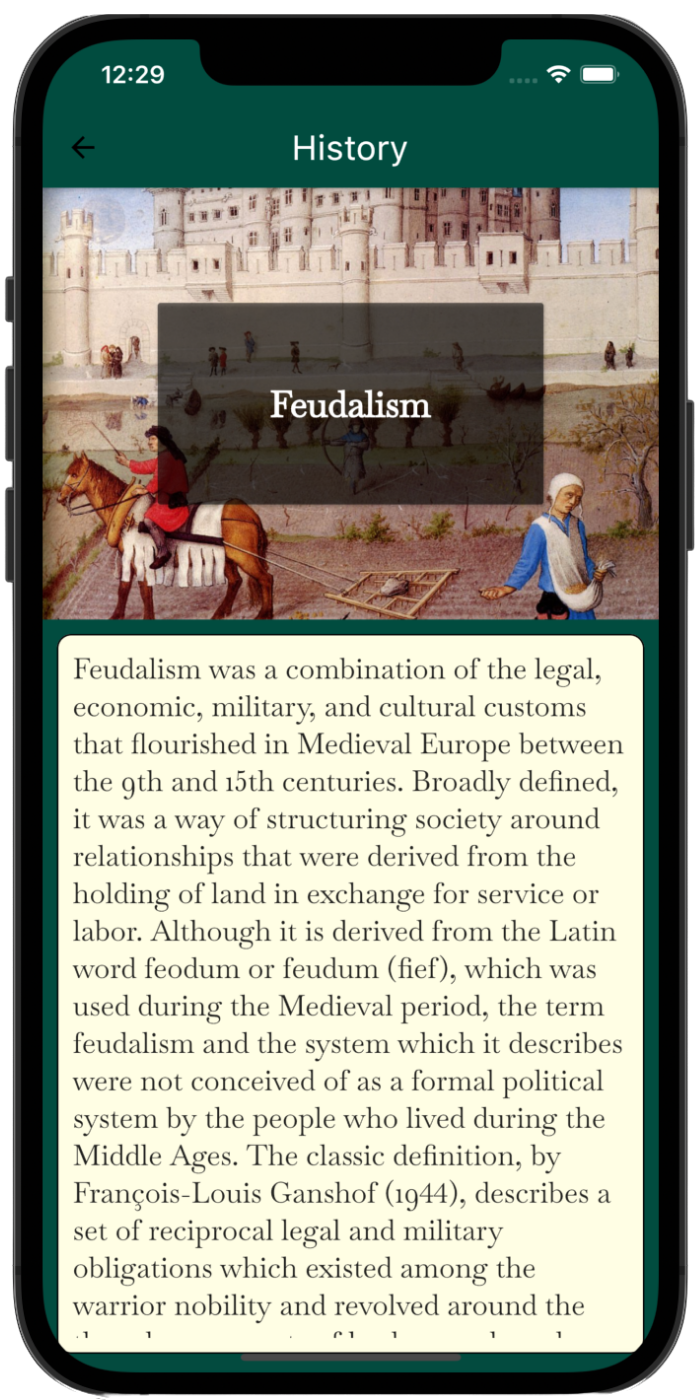 12:29
History
Feudalism
Feudalism was a combination of the legal,
economic, military, and cultural customs
that flourished in Medieval Europe between
the 9th and 15th centuries. Broadly defined,
it was a way of structuring society around
relationships that were derived from the
holding of land in exchange for service or
labor. Although it is derived from the Latin
word feodum or feudum (fief), which was
used during the Medieval period, the term
feudalism and the system which it describes
were not conceived of as a formal political
system by the people who lived during the
Middle Ages. The classic definition, by
François-Louis Ganshof (1944), describes a
set of reciprocal legal and military
obligations which existed among the
warrior nobility and revolved around the